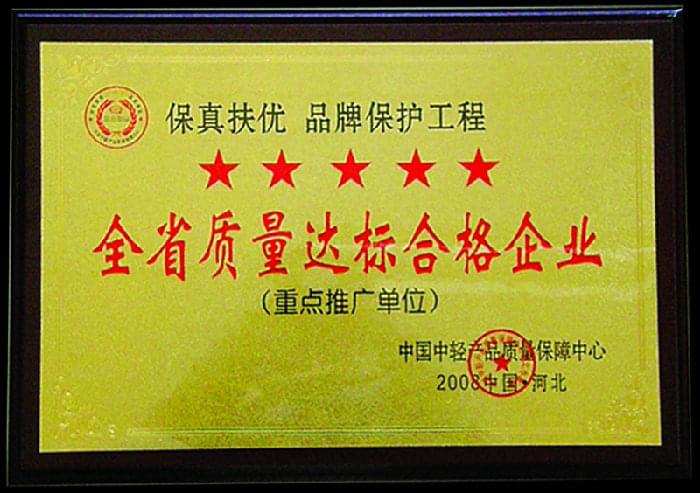 保真扶优 品牌保护工程
全省质量达标合格企业
（重点推广单位）
中国中轻产品质量保障中心
2008中国·河北